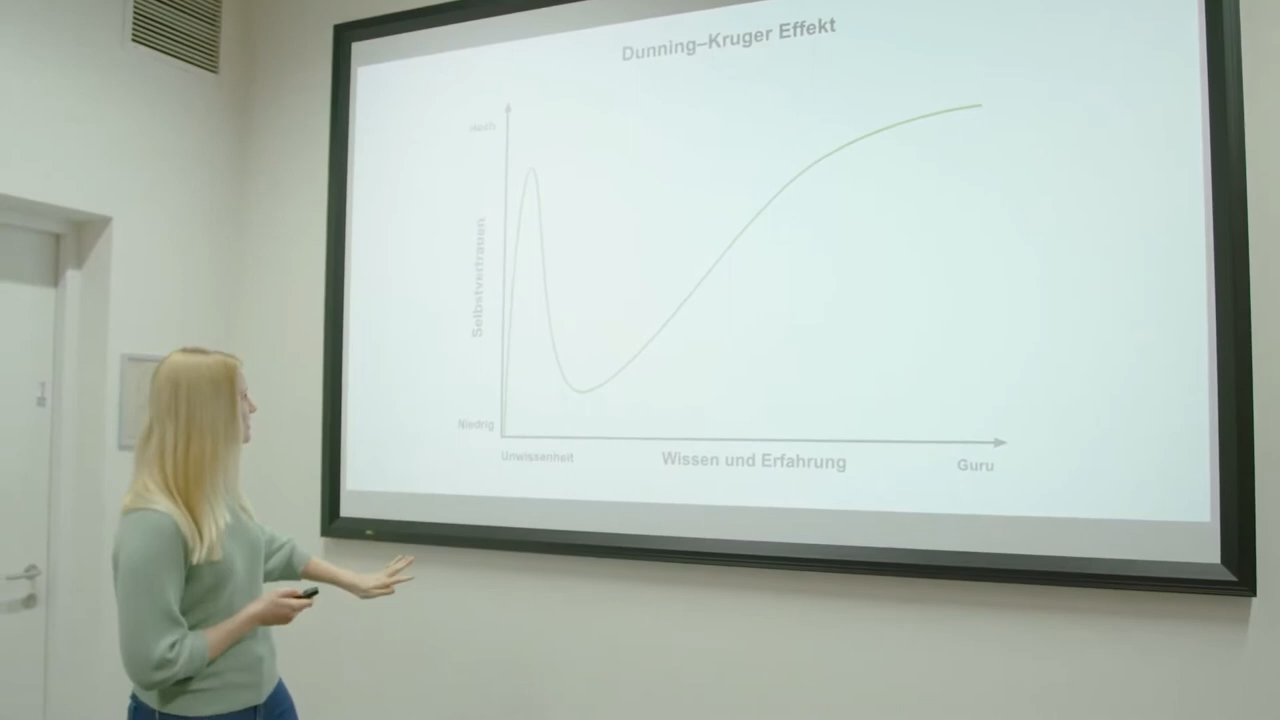 Dunning–Kruger Effekt
Hoch
Selbstvertrauen
Niedrig
Unwissenheit
Wissen und Erfahrung
Guru